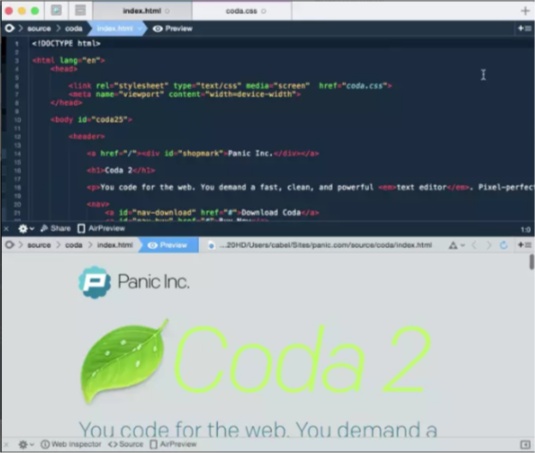 index.html coda.css
source coda index.html Preview
1 <!DOCTYPE html>
2
3 <html lang="en">
4 <head>
5
6 <link rel="stylesheet" type="text/css" media="screen" href="coda.css">
7 <meta name="viewport" content="width=device-width">
8 </head>
9
10 <body id="coda25">
11
12 <header>
13
14 <a href="/"><div id="shopmark">Panic Inc.</div></a>
15
16 <h1>Coda 2</h1>
17
18 <p>You code for the web. You demand a fast, clean, and powerful <em>text editor</em>. Pixel-perfect
19
20 <nav>
21 <a id="nav-download" href="#">Download Coda</a>
Share AirPreview 1:0
source coda index.html Preview ...20HD/Users/cabel/Sites/panic.com/source/coda/index.html
Panic Inc.
Coda 2
You code for the web. You demand a
Web Inspector Source AirPreview